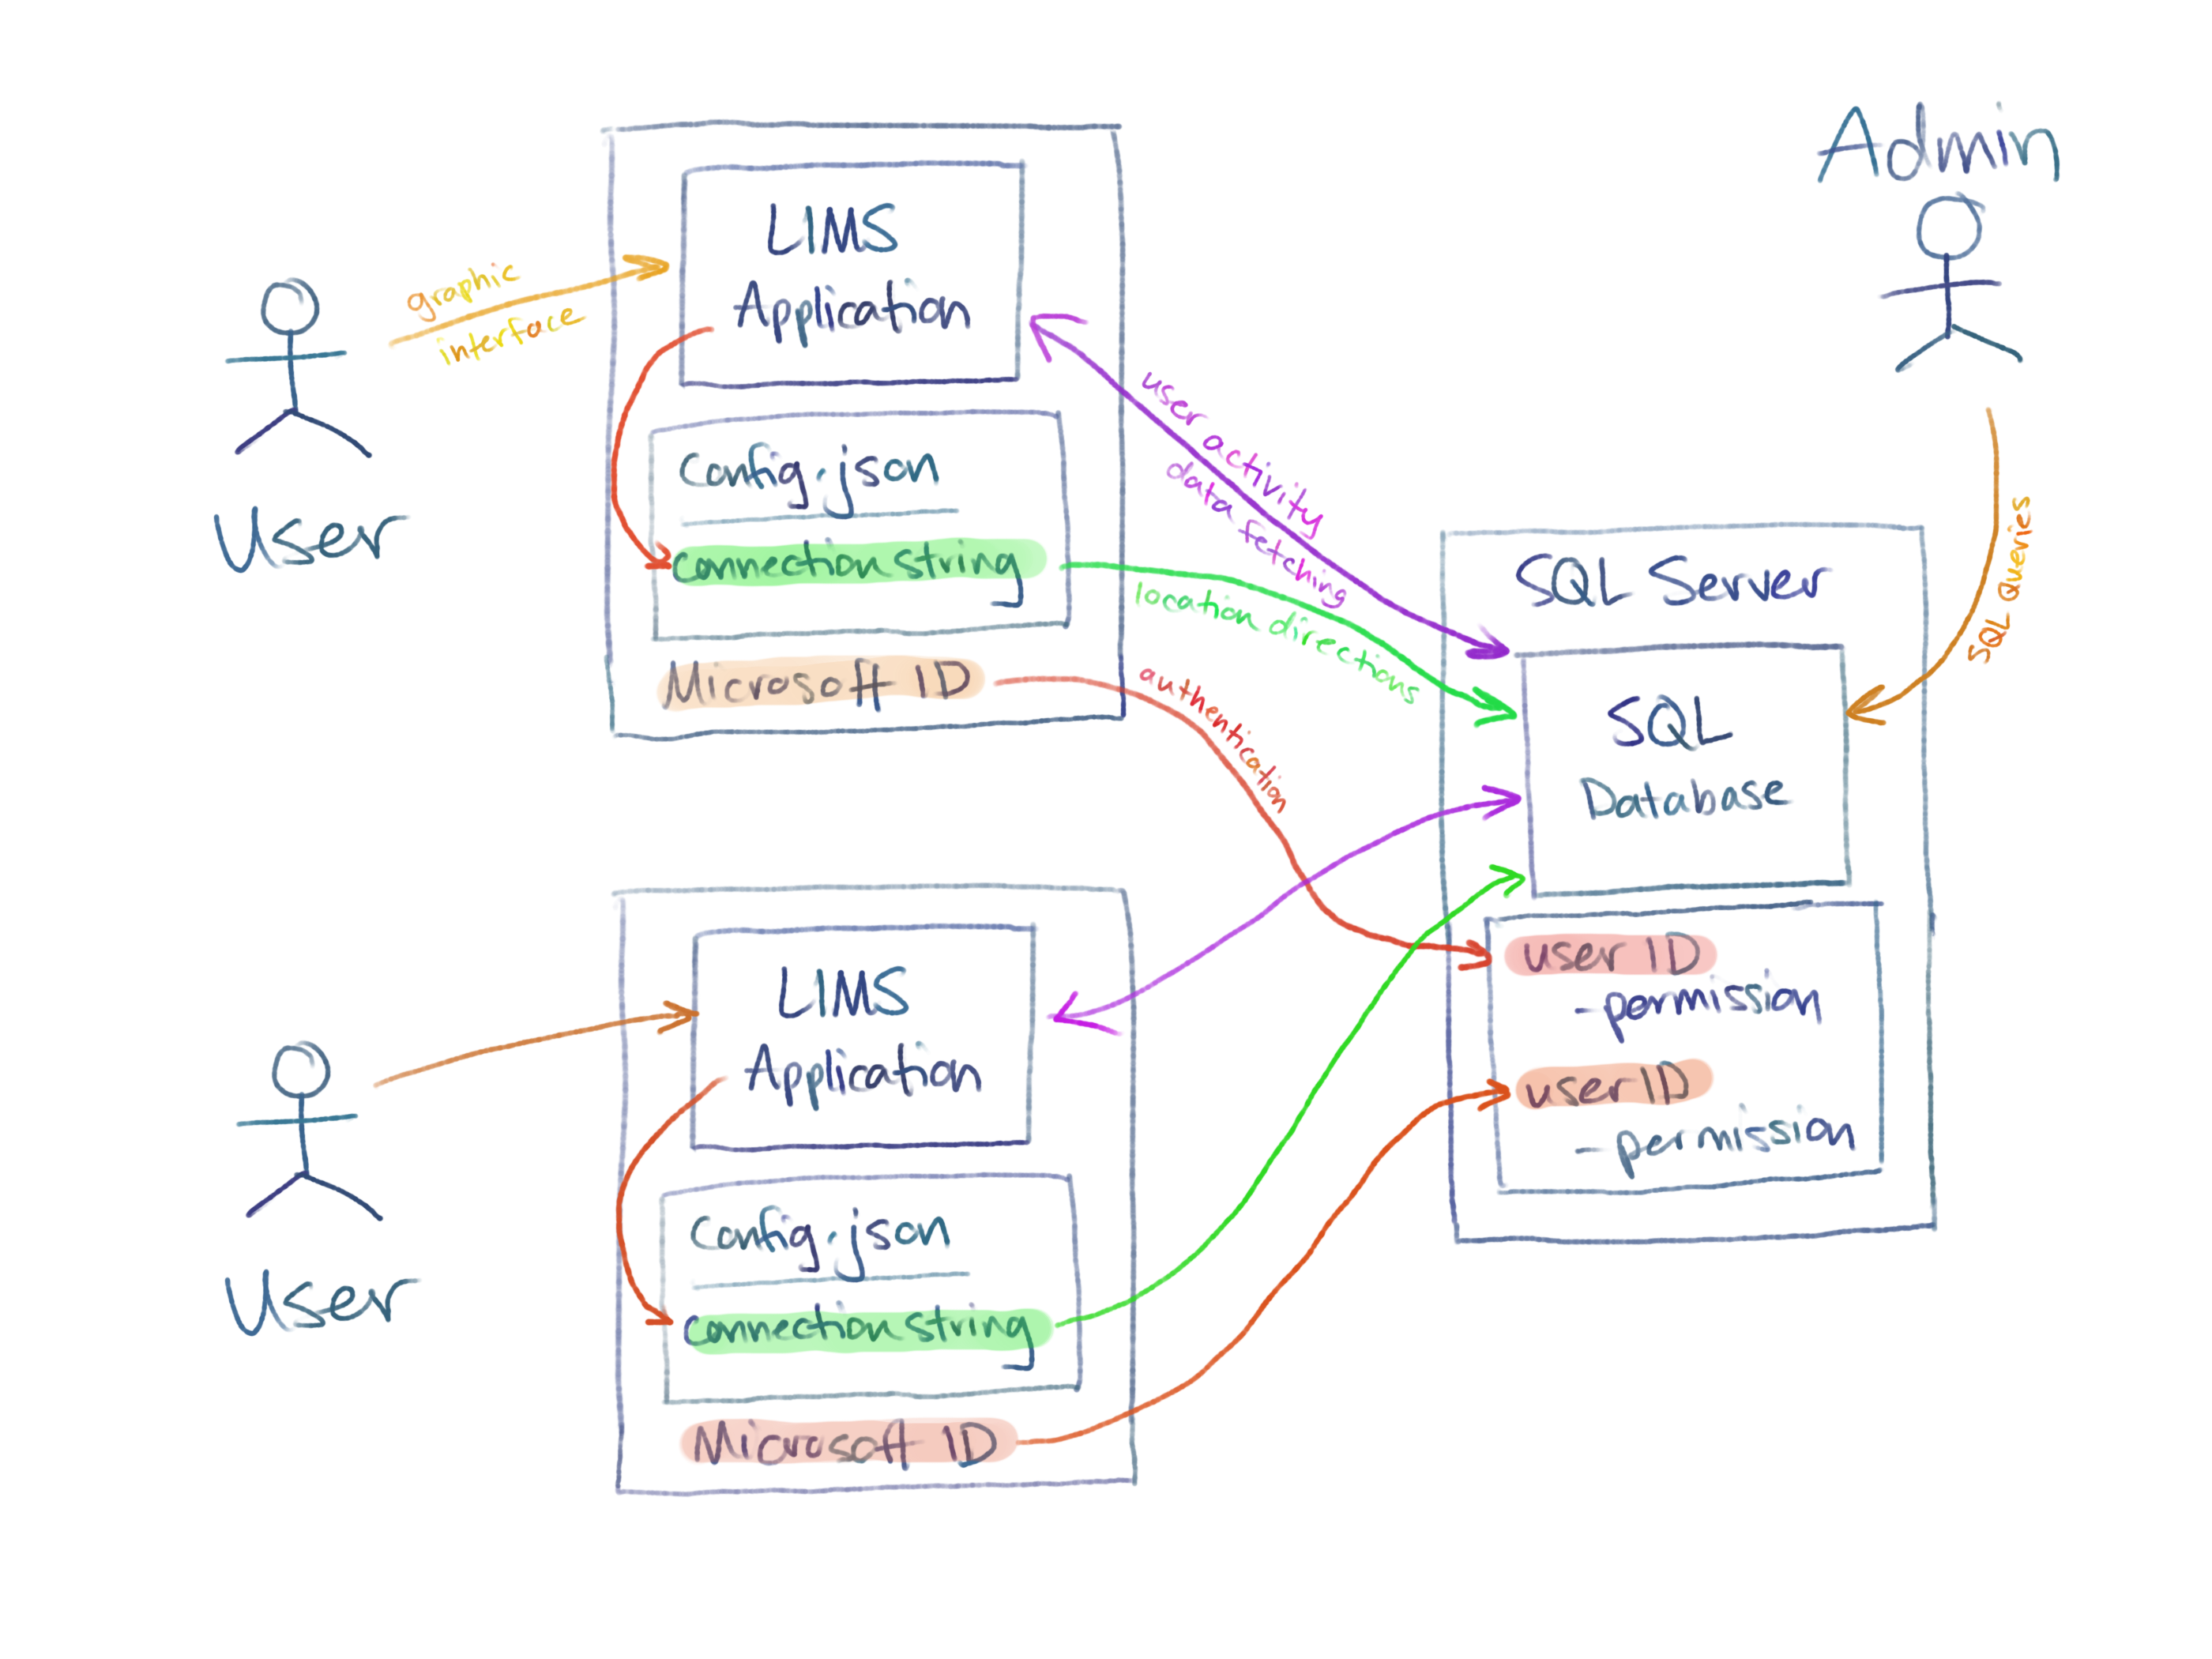 Admin
graphic
interface
LIMS
Application
Config.json
connection string
Microsoft ID
User
user activity
data fetching
location directions
authentication
SQL Queries
SQL Server
SQL
Database
user ID
-permission
user ID
-permission
LIMS
Application
Config.json
connection string
Microsoft ID
User